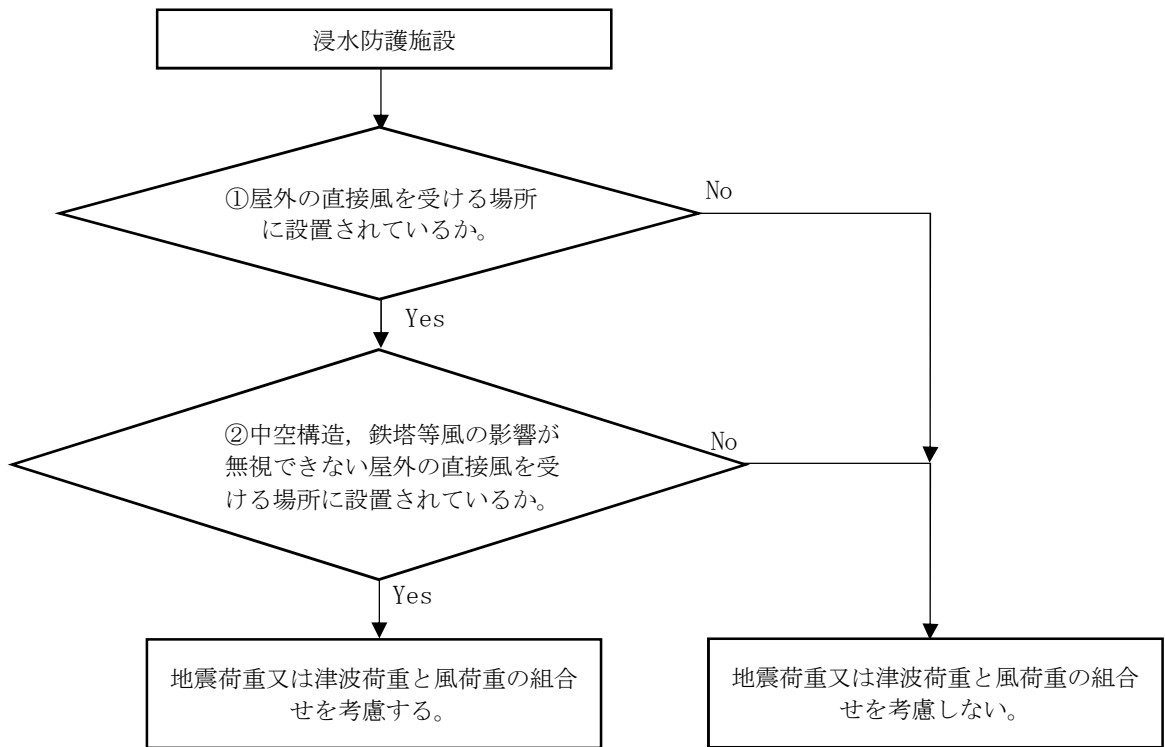 浸水防護施設
①屋外の直接風を受ける場所
に設置されているか。
No
Yes
②中空構造，鉄塔等風の影響が
無視できない屋外の直接風を受
ける場所に設置されているか。
No
Yes
地震荷重又は津波荷重と風荷重の組合
せを考慮する。
地震荷重又は津波荷重と風荷重の組合
せを考慮しない。